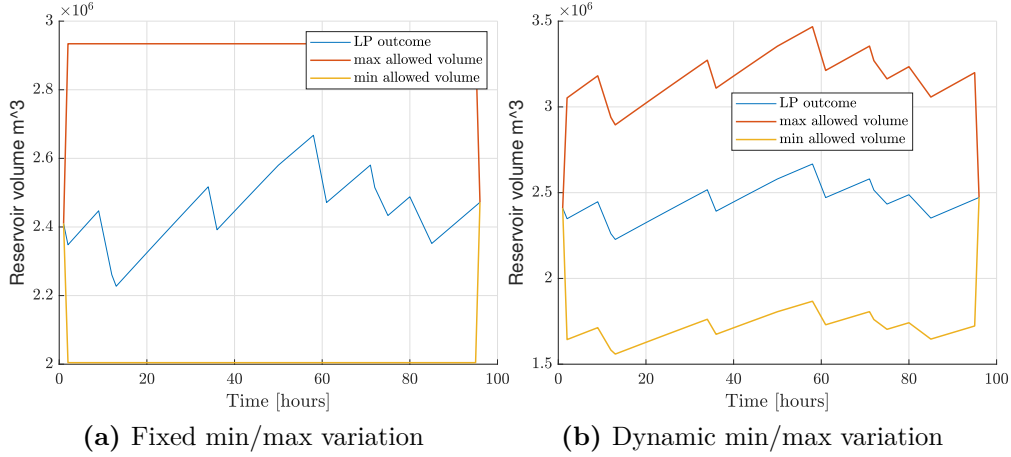 ×10^6
3
2.8
2.6
2.4
2.2
2
0 20 40 60 80 100
Reservoir volume m^3
Time [hours]
LP outcome
max allowed volume
min allowed volume
(a) Fixed min/max variation
×10^6
3.5
3
2.5
2
1.5
0 20 40 60 80 100
Reservoir volume m^3
Time [hours]
LP outcome
max allowed volume
min allowed volume
(b) Dynamic min/max variation